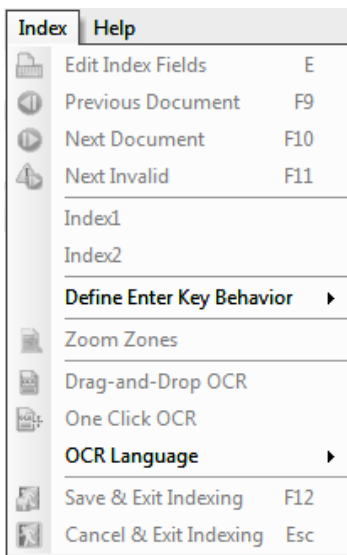 Index Help
Edit Index Fields E
Previous Document F9
Next Document F10
Next Invalid F11
Index1
Index2
Define Enter Key Behavior
Zoom Zones
Drag-and-Drop OCR
One Click OCR
OCR Language
Save & Exit Indexing F12
Cancel & Exit Indexing Esc